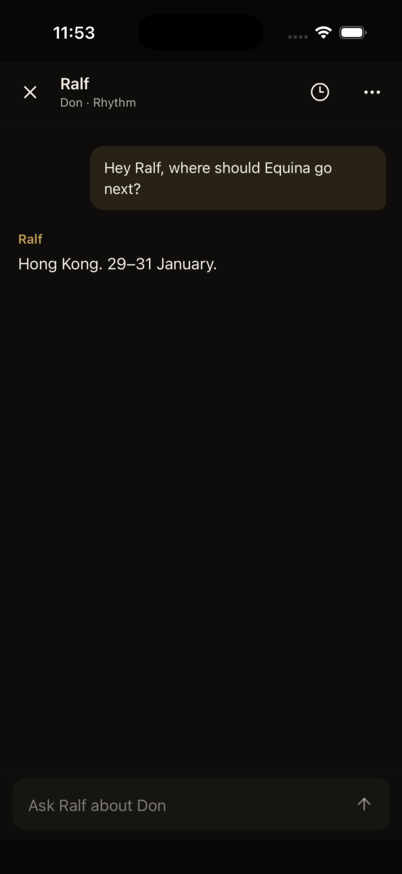 11:53
Ralf
Don · Rhythm
Hey Ralf, where should Equina go
next?
Ralf
Hong Kong. 29–31 January.
Ask Ralf about Don